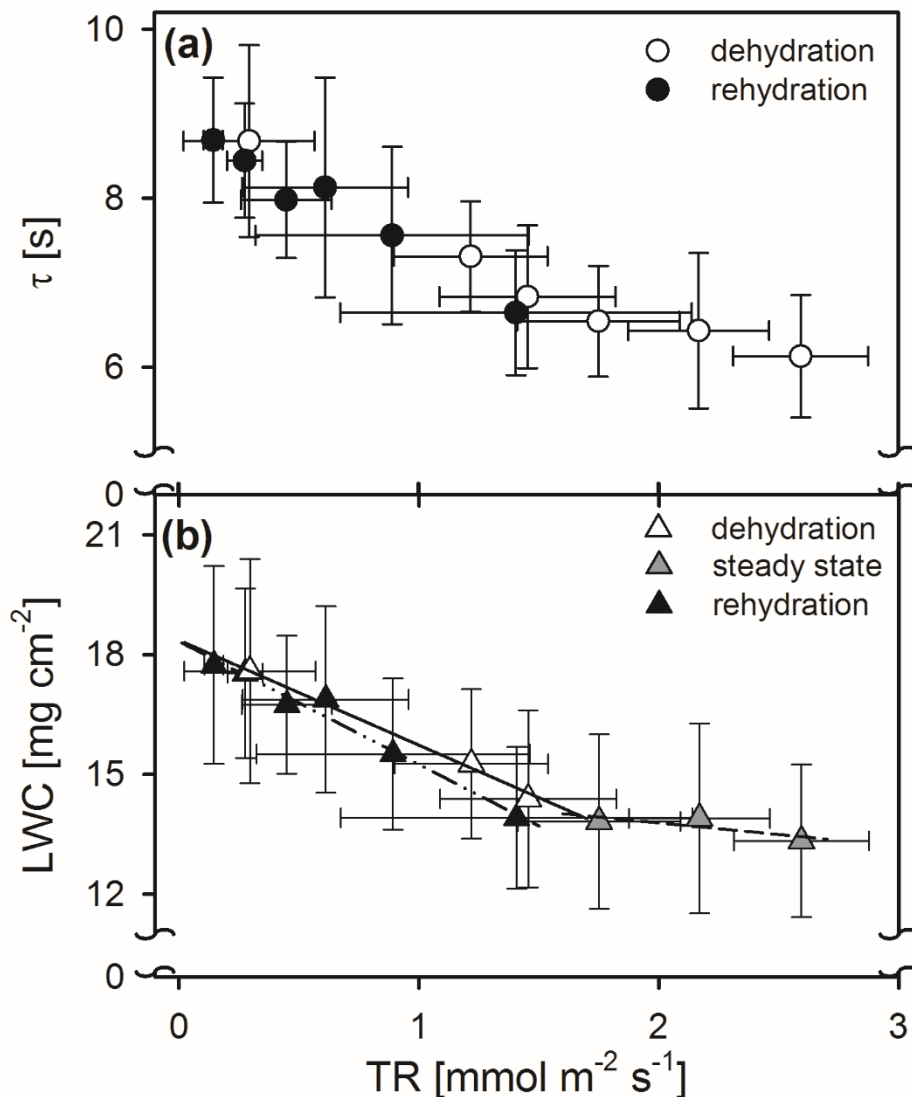 (a)
dehydration
rehydration
10
8
6
0
τ [s]
(b)
dehydration
steady state
rehydration
21
18
15
12
0
LWC [mg cm⁻²]
0 1 2 3
TR [mmol m⁻² s⁻¹]